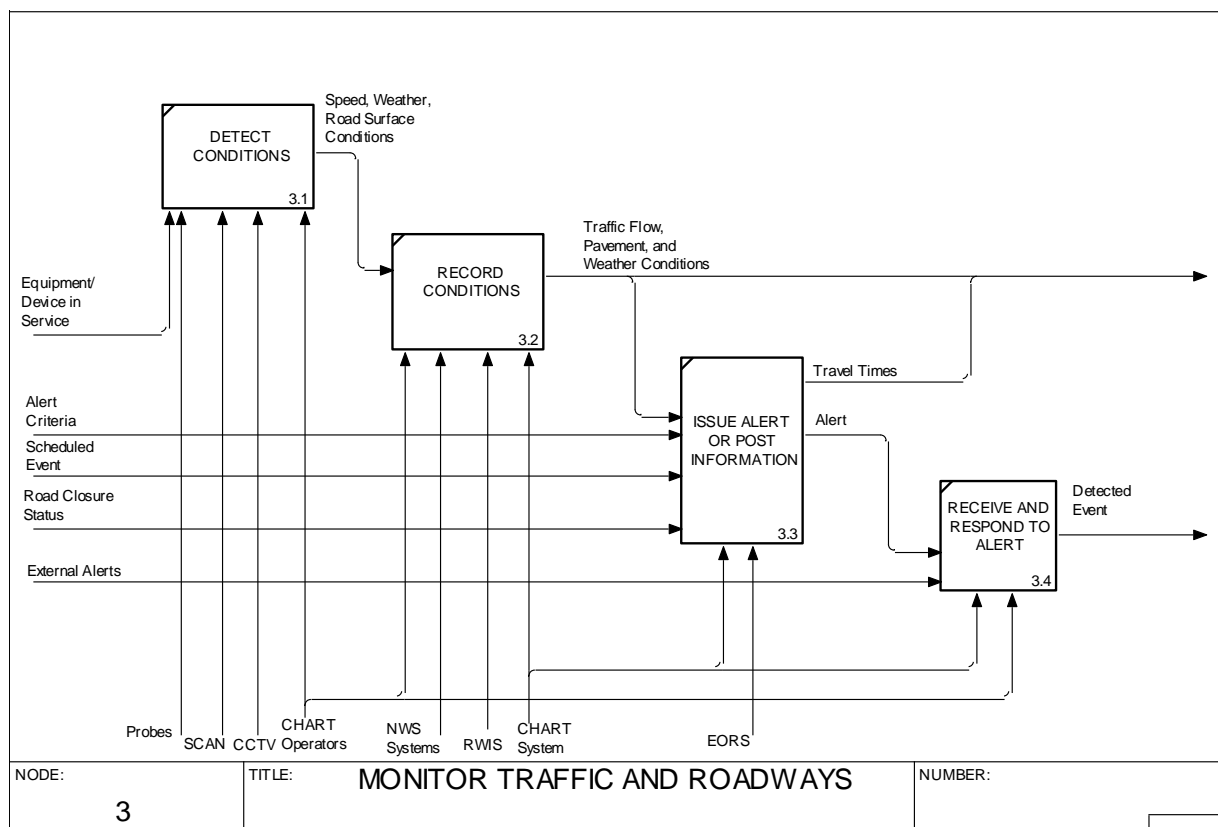 Speed, Weather,
Road Surface
Conditions
DETECT
CONDITIONS
3.1
Traffic Flow,
Pavement, and
Weather Conditions
RECORD
CONDITIONS
3.2
Equipment/
Device in
Service
Travel Times
Alert
Criteria
ISSUE ALERT
OR POST
INFORMATION
3.3
Alert
Scheduled
Event
Road Closure
Status
Detected
Event
RECEIVE AND
RESPOND TO
ALERT
3.4
External Alerts
Probes
SCAN
CCTV
CHART
Operators
NWS
Systems
RWIS
CHART
System
EORS
NODE:
3
TITLE:
MONITOR TRAFFIC AND ROADWAYS
NUMBER: